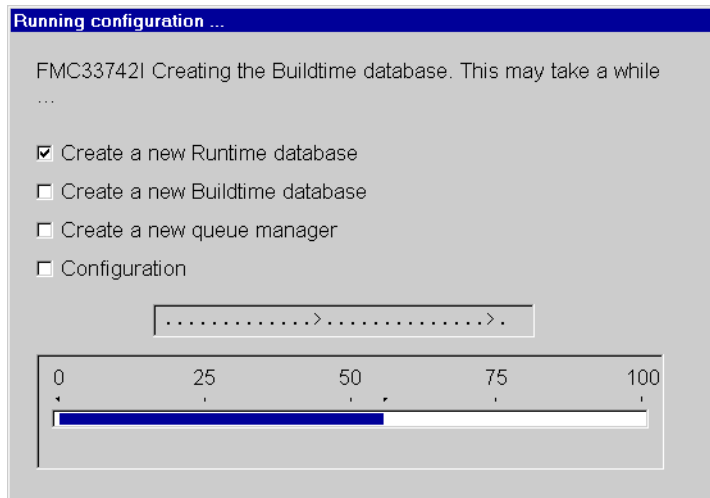 Running configuration ...
FMC33742I Creating the Buildtime database. This may take a while
...
Create a new Runtime database
Create a new Buildtime database
Create a new queue manager
Configuration
.............>..............>.
0 25 50 75 100